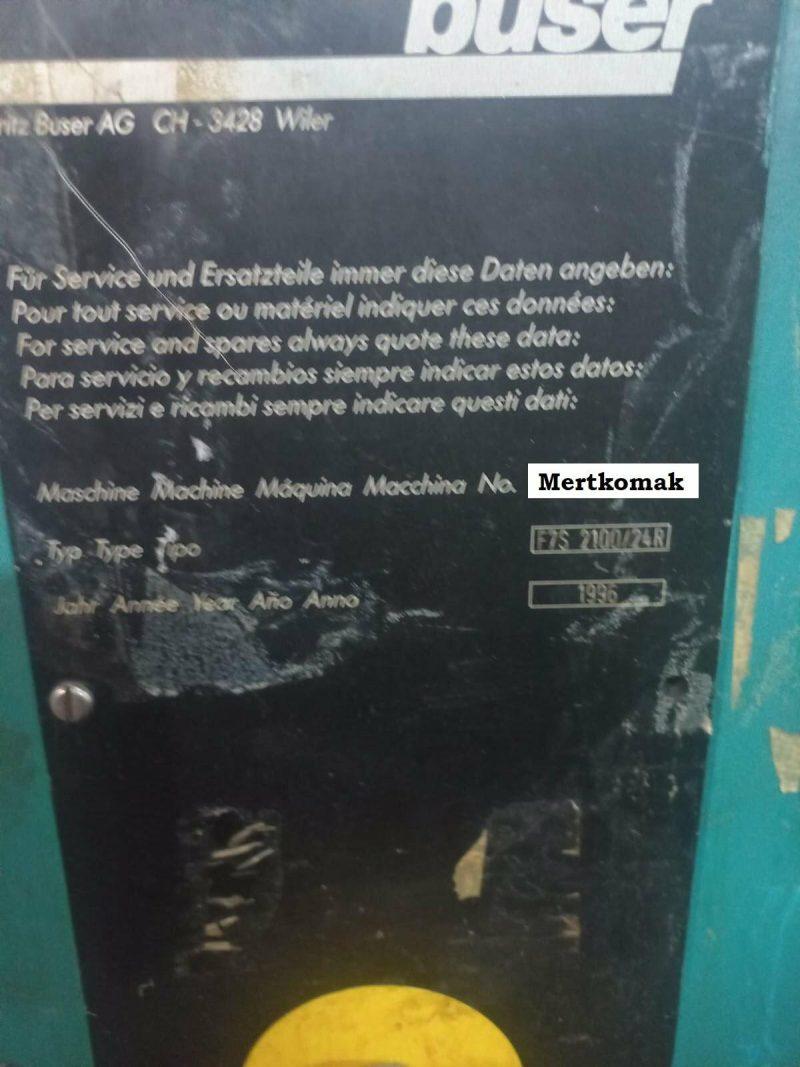 buser
ritz Buser AG CH - 3428 Wiler
Für Service und Ersatzteile immer diese Daten angeben:
Pour tout service ou matériel indiquer ces données:
For service and spares always quote these data:
Para servicio y recambios siempre indicar estos datos:
Per servizi e ricambi sempre indicare questi dati:
Maschine Machine Máquina Macchina No. Mertkomak
Typ Type Tipo F7S 2100/24R
Jahr Année Year Año Anno 1996